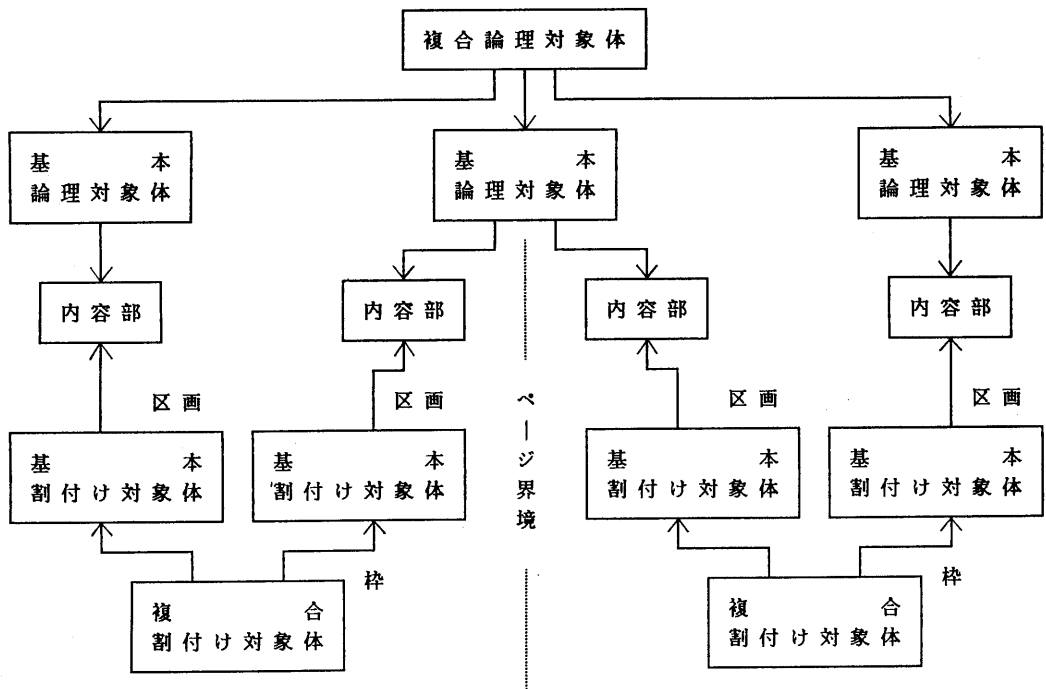 複合論理対象体
基本
論理対象体
基本
論理対象体
基本
論理対象体
内容部
内容部
内容部
内容部
区画
区画
区画
区画
ページ界境
基本
割付け対象体
基本
割付け対象体
基本
割付け対象体
基本
割付け対象体
枠
枠
複合
割付け対象体
複合
割付け対象体